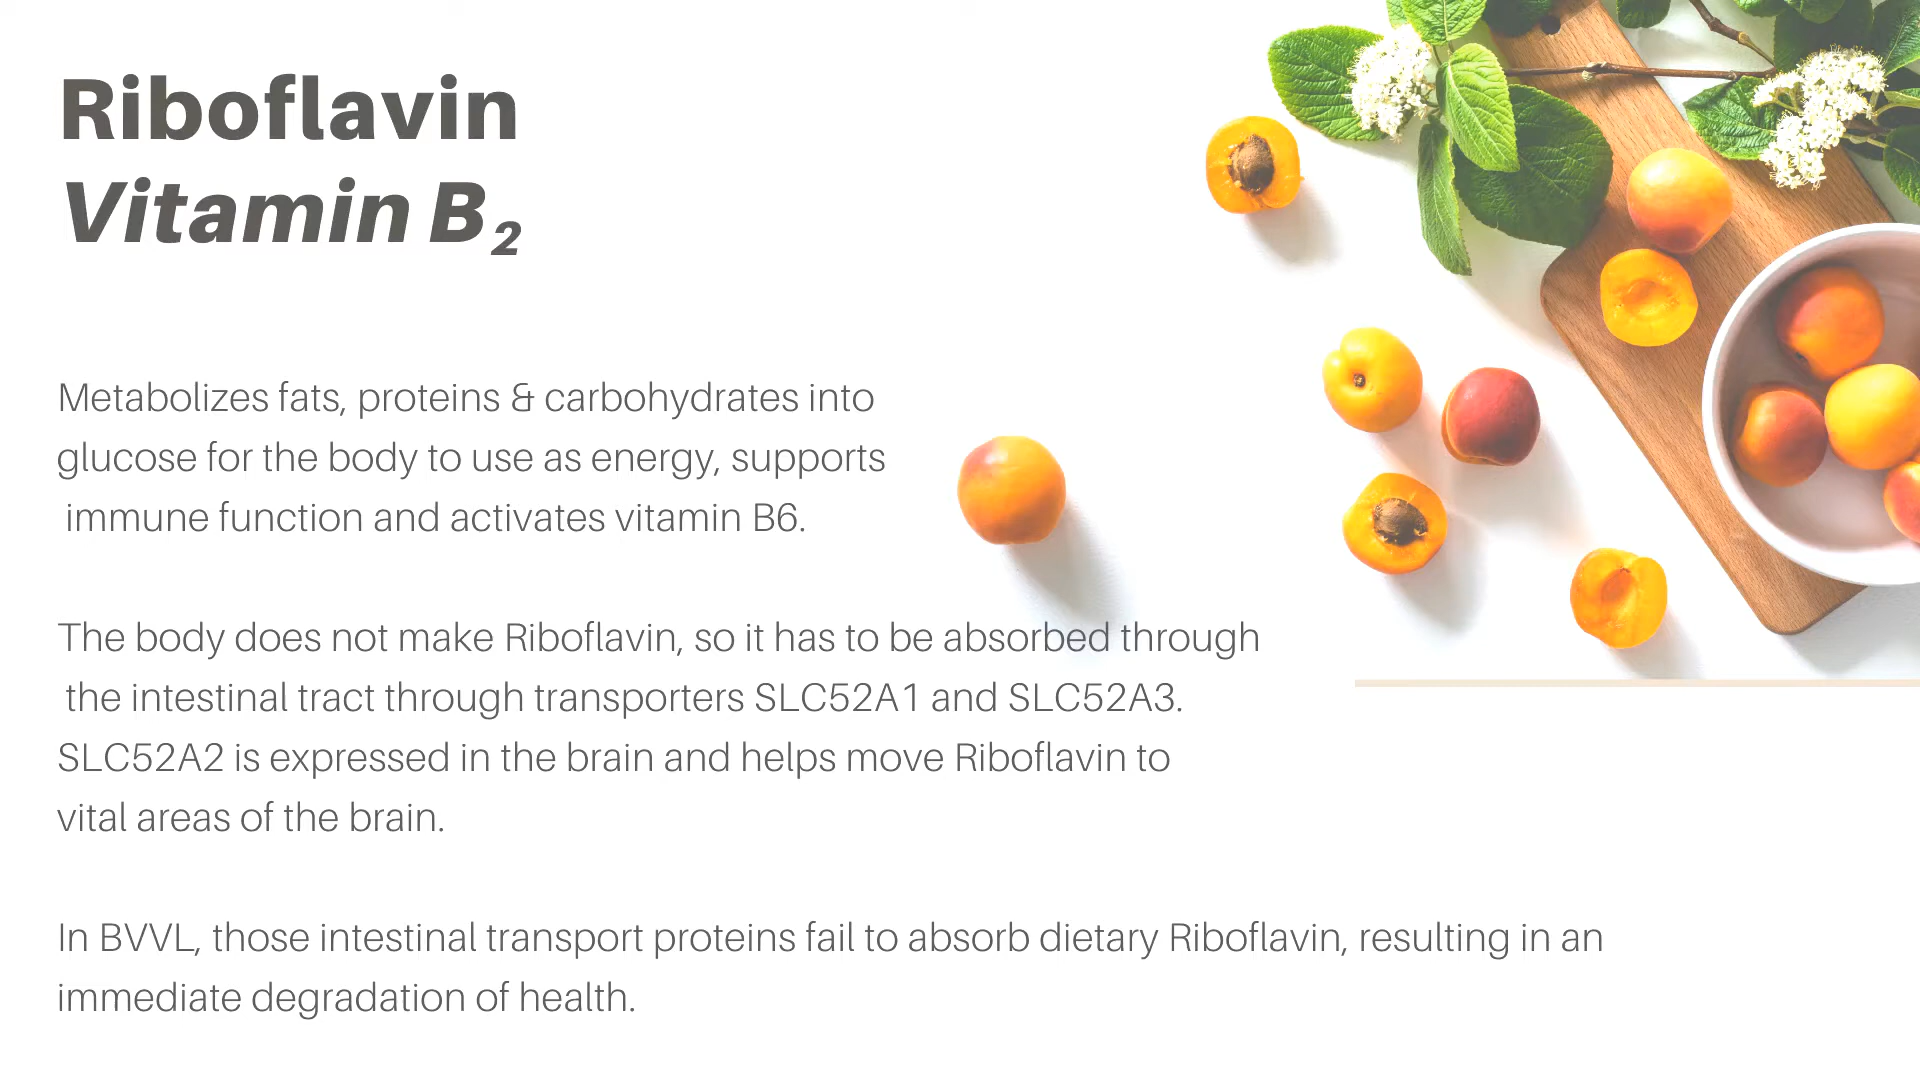 Riboflavin
Vitamin B₂
Metabolizes fats, proteins & carbohydrates into
glucose for the body to use as energy, supports
immune function and activates vitamin B6.
The body does not make Riboflavin, so it has to be absorbed through
the intestinal tract through transporters SLC52A1 and SLC52A3.
SLC52A2 is expressed in the brain and helps move Riboflavin to
vital areas of the brain.
In BVVL, those intestinal transport proteins fail to absorb dietary Riboflavin, resulting in an
immediate degradation of health.